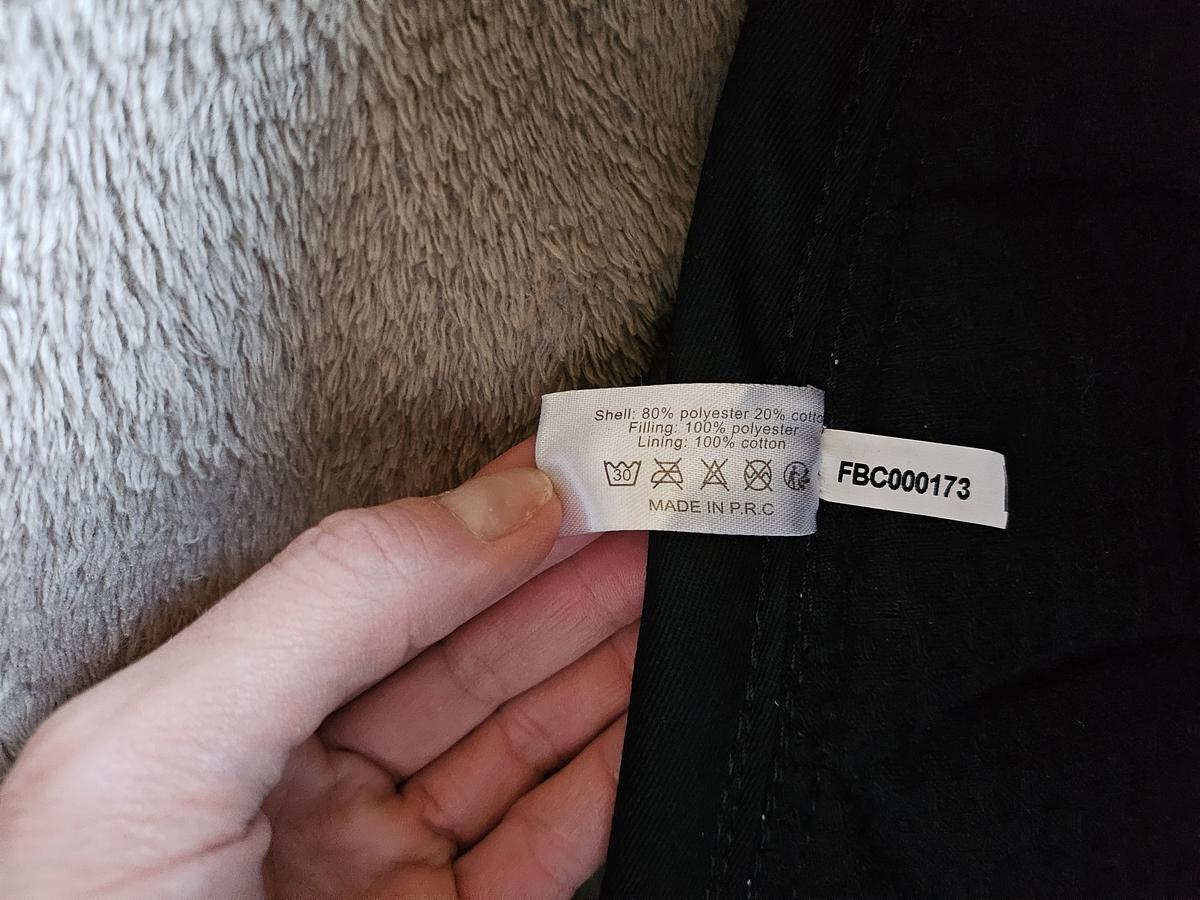 Shell: 80% polyester 20% cotto
Filling: 100% polyester
Lining: 100% cotton
30
MADE IN P.R.C
FBC000173